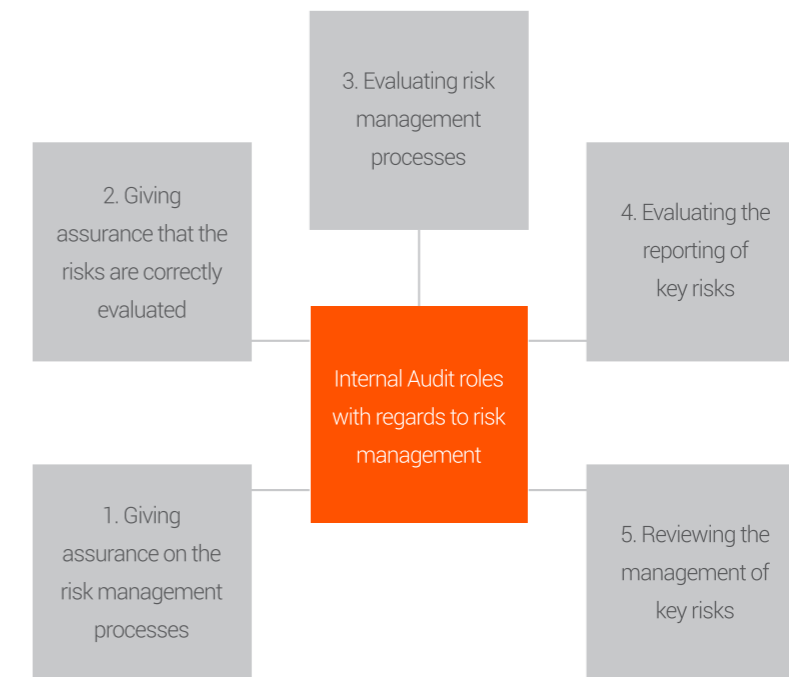 3. Evaluating risk
management
processes
2. Giving
assurance that the
risks are correctly
evaluated
4. Evaluating the
reporting of
key risks
Internal Audit roles
with regards to risk
management
1. Giving
assurance on the
risk management
processes
5. Reviewing the
management of
key risks